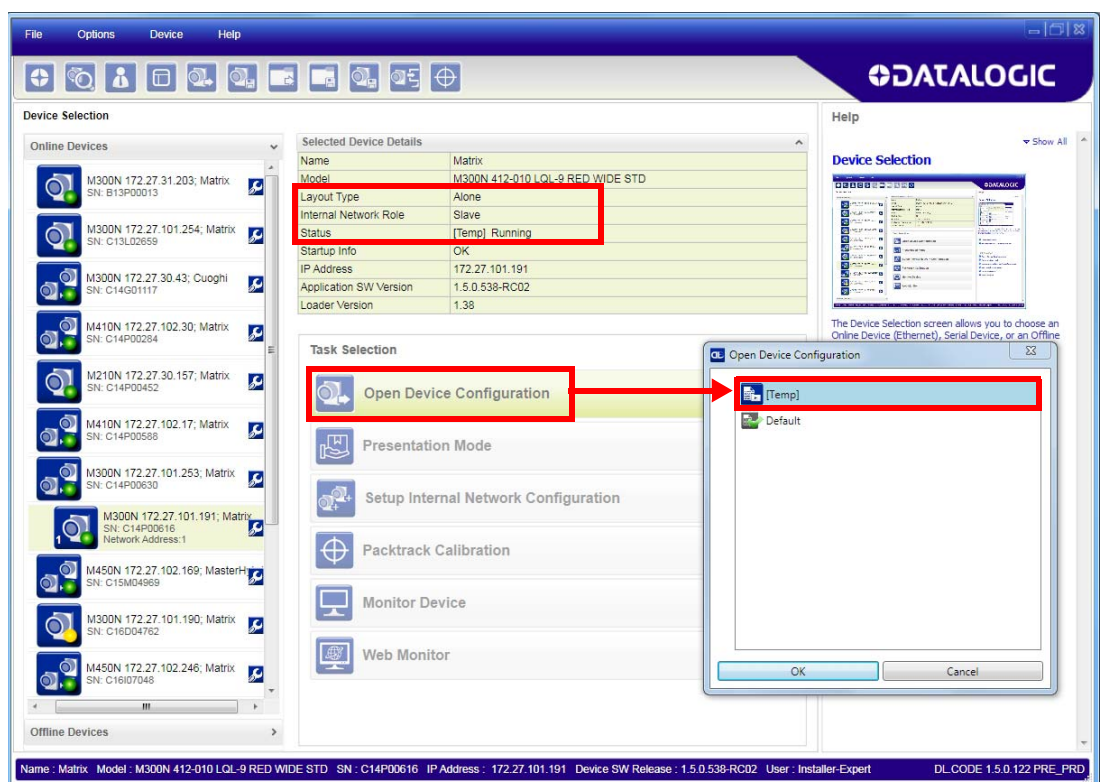 File Options Device Help
DATALOGIC
Device Selection
Online Devices
M300N 172.27.31.203; Matrix
SN: B13P00013
M300N 172.27.101.254; Matrix
SN: C13L02659
M300N 172.27.30.43; Cuoghi
SN: C14G01117
M410N 172.27.102.30; Matrix
SN: C14P00284
M210N 172.27.30.157; Matrix
SN: C14P00452
M410N 172.27.102.17; Matrix
SN: C14P00588
M300N 172.27.101.253; Matrix
SN: C14P00630
M300N 172.27.101.191; Matrix
SN: C14P00616
1 Network Address:1
M450N 172.27.102.169; MasterH
SN: C15M04969
M300N 172.27.101.190; Matrix
SN: C16D04762
M450N 172.27.102.246; Matrix
SN: C16I07048
Offline Devices
Selected Device Details
Name Matrix
Model M300N 412-010 LQL-9 RED WIDE STD
Layout Type Alone
Internal Network Role Slave
Status [Temp] Running
Startup Info OK
IP Address 172.27.101.191
Application SW Version 1.5.0.538-RC02
Loader Version 1.38
Task Selection
Open Device Configuration
Presentation Mode
Setup Internal Network Configuration
Packtrack Calibration
Monitor Device
Web Monitor
Help
Show All
Device Selection
The Device Selection screen allows you to choose an
Online Device (Ethernet), Serial Device, or an Offline
Open Device Configuration
[Temp]
Default
OK Cancel
Name : Matrix Model : M300N 412-010 LQL-9 RED WIDE STD SN : C14P00616 IP Address : 172.27.101.191 Device SW Release : 1.5.0.538-RC02 User : Installer-Expert DL.CODE 1.5.0.122 PRE_PRD